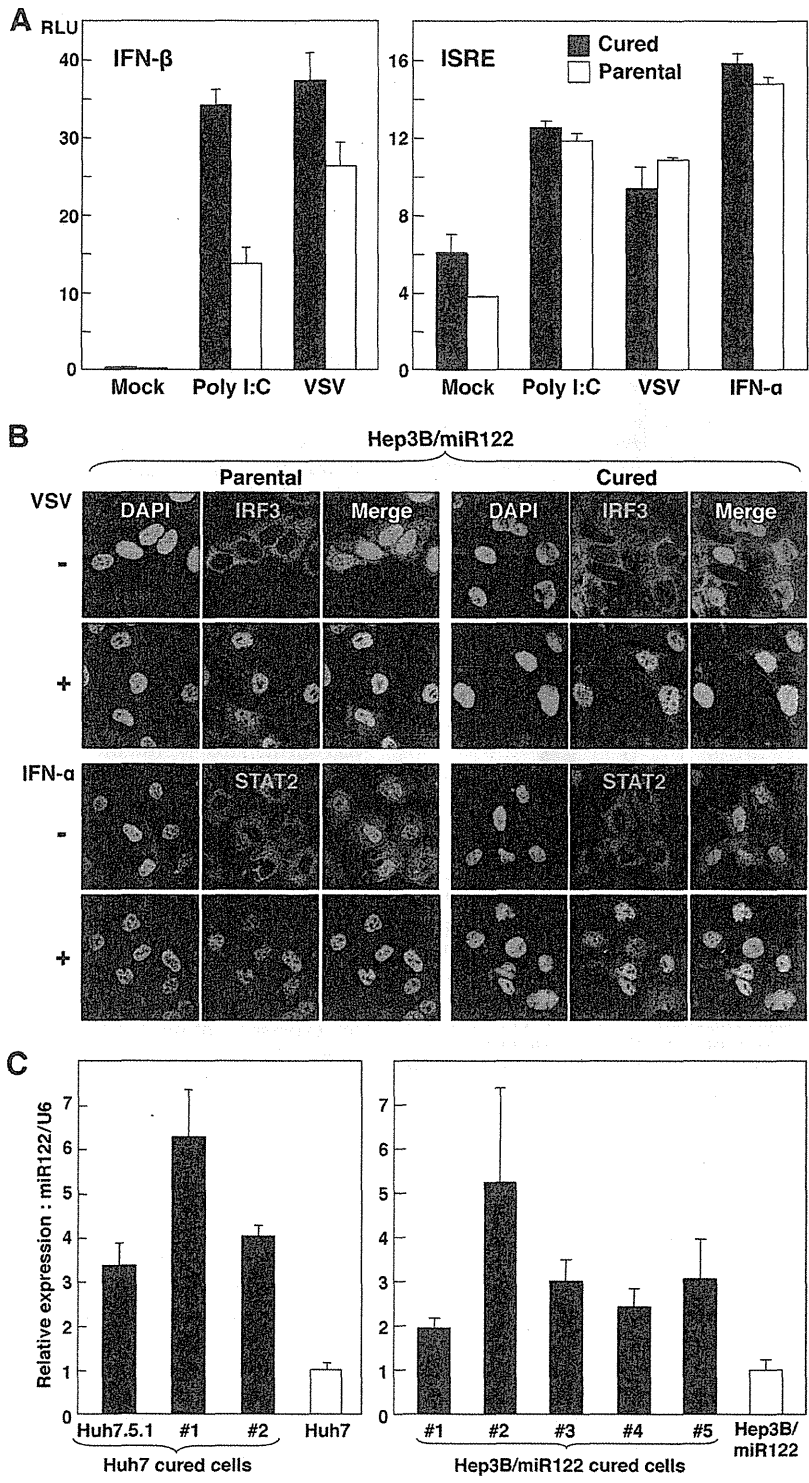 A
RLU
IFN-β
40
30
20
10
0
Mock Poly I:C VSV
ISRE
Cured
Parental
16
12
8
4
0
Mock Poly I:C VSV IFN-α
B
Hep3B/miR122
Parental Cured
VSV
DAPI IRF3 Merge DAPI IRF3 Merge
-
+
IFN-α
STAT2 STAT2
-
+
C
Relative expression : miR122/U6
7
6
5
4
3
2
1
0
Huh7.5.1 #1 #2 Huh7
Huh7 cured cells
7
6
5
4
3
2
1
0
#1 #2 #3 #4 #5 Hep3B/
miR122
Hep3B/miR122 cured cells